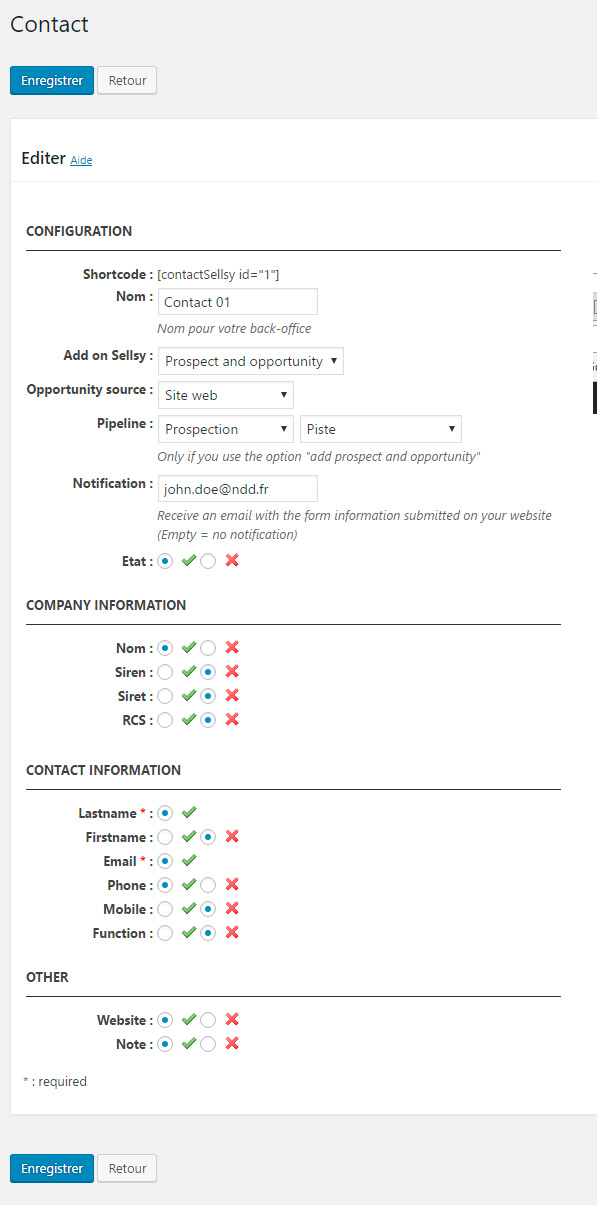 Contact
Enregistrer Retour
Editer Aide
CONFIGURATION
Shortcode : [contactSellsy id="1"]
Nom : Contact 01
Nom pour votre back-office
Add on Sellsy : Prospect and opportunity
Opportunity source : Site web
Pipeline : Prospection Piste
Only if you use the option "add prospect and opportunity"
Notification : john.doe@ndd.fr
Receive an email with the form information submitted on your website
(Empty = no notification)
Etat :
COMPANY INFORMATION
Nom :
Siren :
Siret :
RCS :
CONTACT INFORMATION
Lastname * :
Firstname :
Email * :
Phone :
Mobile :
Function :
OTHER
Website :
Note :
* : required
Enregistrer Retour